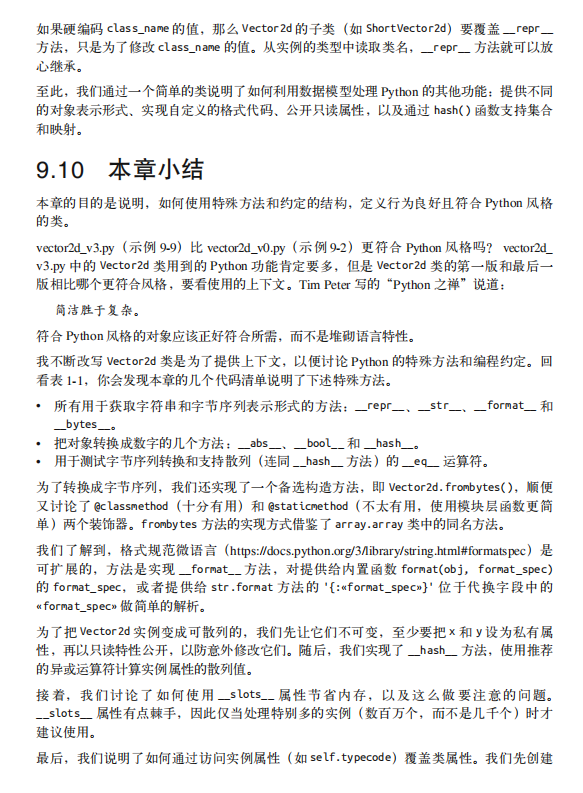 如果硬编码 class_name 的值，那么 Vector2d 的子类（如 ShortVector2d）要覆盖 __repr__
方法，只是为了修改 class_name 的值。从实例的类型中读取类名，__repr__ 方法就可以放
心继承。
至此，我们通过一个简单的类说明了如何利用数据模型处理 Python 的其他功能：提供不同
的对象表示形式、实现自定义的格式代码、公开只读属性，以及通过 hash() 函数支持集合
和映射。
9.10 本章小结
本章的目的是说明，如何使用特殊方法和约定的结构，定义行为良好且符合 Python 风格
的类。
vector2d_v3.py（示例 9-9）比 vector2d_v0.py（示例 9-2）更符合 Python 风格吗？ vector2d_
v3.py 中的 Vector2d 类用到的 Python 功能肯定要多，但是 Vector2d 类的第一版和最后一
版相比哪个更符合风格，要看使用的上下文。Tim Peter 写的“Python 之禅”说道：
简洁胜于复杂。
符合 Python 风格的对象应该正好符合所需，而不是堆砌语言特性。
我不断改写 Vector2d 类是为了提供上下文，以便讨论 Python 的特殊方法和编程约定。回
看表 1-1，你会发现本章的几个代码清单说明了下述特殊方法。
• 所有用于获取字符串和字节序列表示形式的方法：__repr__、__str__、__format__ 和
__bytes__。
• 把对象转换成数字的几个方法：__abs__、__bool__ 和 __hash__。
• 用于测试字节序列转换和支持散列（连同 __hash__ 方法）的 __eq__ 运算符。
为了转换成字节序列，我们还实现了一个备选构造方法，即 Vector2d.frombytes()，顺便
又讨论了 @classmethod（十分有用）和 @staticmethod（不太有用，使用模块层函数更简
单）两个装饰器。frombytes 方法的实现方式借鉴了 array.array 类中的同名方法。
我们了解到，格式规范微语言（https://docs.python.org/3/library/string.html#formatspec）是
可扩展的，方法是实现 __format__ 方法，对提供给内置函数 format(obj, format_spec)
的 format_spec，或者提供给 str.format 方法的 '{:«format_spec»}' 位于代换字段中的
«format_spec» 做简单的解析。
为了把 Vector2d 实例变成可散列的，我们先让它们不可变，至少要把 x 和 y 设为私有属
性，再以只读特性公开，以防意外修改它们。随后，我们实现了 __hash__ 方法，使用推荐
的异或运算符计算实例属性的散列值。
接着，我们讨论了如何使用 __slots__ 属性节省内存，以及这么做要注意的问题。
__slots__ 属性有点棘手，因此仅当处理特别多的实例（数百万个，而不是几千个）时才
建议使用。
最后，我们说明了如何通过访问实例属性（如 self.typecode）覆盖类属性。我们先创建